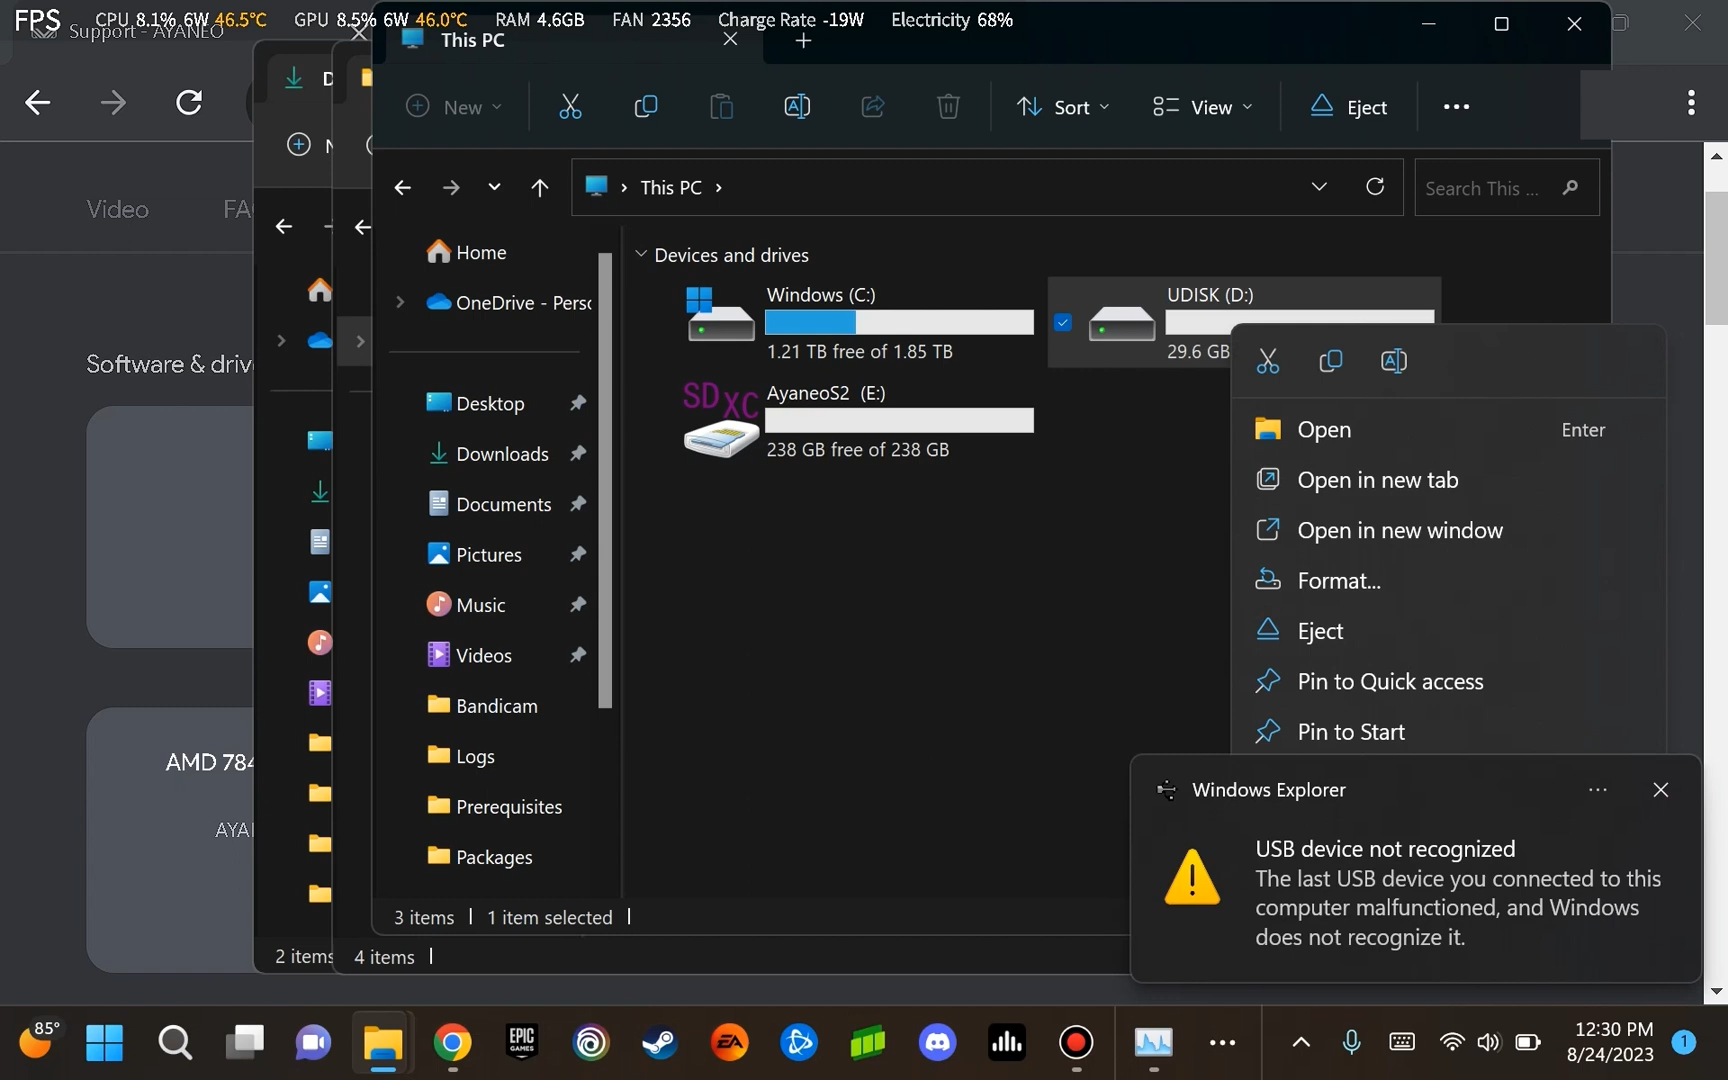 FPS CPU 8.1% 6W 46.5°C GPU 8.5% 6W 46.0°C RAM 4.6GB FAN 2356 Charge Rate -19W Electricity 68%
Support - AYANEO
This PC
New
Sort
View
Eject
This PC
Search This ...
Video
Software & driv
AMD 784
AYA
Home
OneDrive - Perso
Desktop
Downloads
Documents
Pictures
Music
Videos
Bandicam
Logs
Prerequisites
Packages
Devices and drives
Windows (C:)
1.21 TB free of 1.85 TB
UDISK (D:)
29.6 GB
SDXC
AyaneoS2 (E:)
238 GB free of 238 GB
Open Enter
Open in new tab
Open in new window
Format...
Eject
Pin to Quick access
Pin to Start
Windows Explorer
USB device not recognized
The last USB device you connected to this
computer malfunctioned, and Windows
does not recognize it.
3 items 1 item selected
2 items
4 items
85°
EPIC
GAMES
EA
12:30 PM
8/24/2023
1